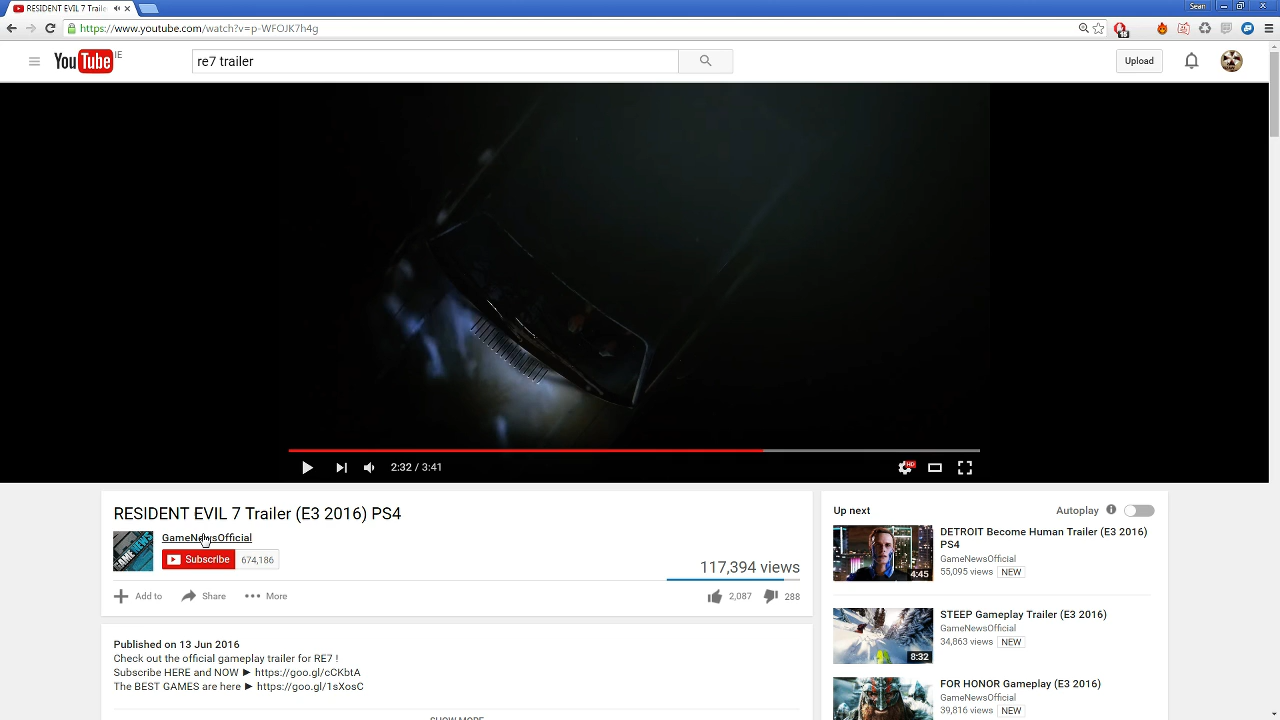 RESIDENT EVIL 7 Traile
Sean
https://www.youtube.com/watch?v=p-WFOJK7h4g
YouTube IE
re7 trailer
Upload
2:32 / 3:41
HD
RESIDENT EVIL 7 Trailer (E3 2016) PS4
GameNewsOfficial
Subscribe 674,186
117,394 views
Add to Share More
2,087 288
Published on 13 Jun 2016
Check out the official gameplay trailer for RE7 !
Subscribe HERE and NOW ► https://goo.gl/cCKbtA
The BEST GAMES are here ► https://goo.gl/1sXosC
SHOW MORE
Up next
Autoplay
DETROIT Become Human Trailer (E3 2016)
PS4
GameNewsOfficial
55,095 views NEW
4:45
STEEP Gameplay Trailer (E3 2016)
GameNewsOfficial
34,863 views NEW
8:32
FOR HONOR Gameplay (E3 2016)
GameNewsOfficial
39,816 views NEW